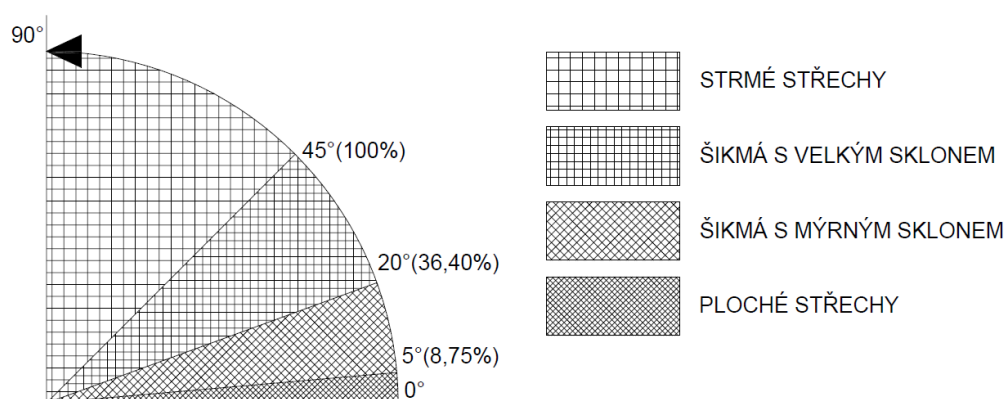 90°
45°(100%)
20°(36,40%)
5°(8,75%)
0°
STRMÉ STŘECHY
ŠIKMÁ S VELKÝM SKLONEM
ŠIKMÁ S MÝRNÝM SKLONEM
PLOCHÉ STŘECHY